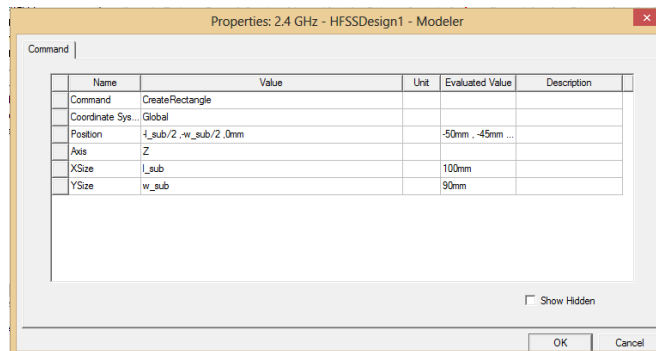 Properties: 2.4 GHz - HFSSDesign1 - Modeler
Command
Name Value Unit Evaluated Value Description
Command CreateRectangle
Coordinate Sys... Global
Position -l_sub/2 ,-w_sub/2 ,0mm -50mm , -45mm ...
Axis Z
XSize l_sub 100mm
YSize w_sub 90mm
Show Hidden
OK Cancel